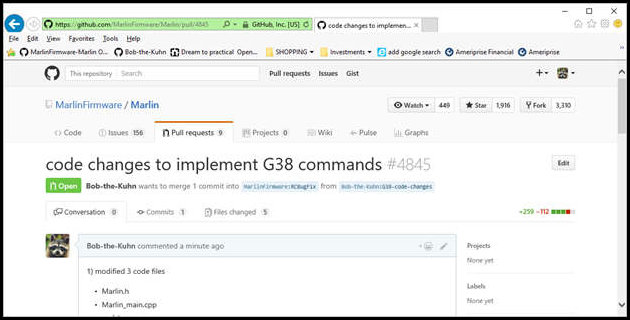 https://github.com/MarlinFirmware/Marlin/pull/4845
GitHub, Inc. [US]
code changes to implemen...
File Edit View Favorites Tools Help
MarlinFirmware-Marlin O... Bob-the-Kuhn Dream to practical Open... SHOPPING Investments add google search Ameriprise Financial Ameriprise
This repository Search Pull requests Issues Gist
MarlinFirmware / Marlin
Watch 449 Star 1,916 Fork 3,310
Code Issues 156 Pull requests 9 Projects 0 Wiki Pulse Graphs
code changes to implement G38 commands #4845
Edit
Open Bob-the-Kuhn wants to merge 1 commit into MarlinFirmware:RCBugFix from Bob-the-Kuhn:G38-code-changes
Conversation 0 Commits 1 Files changed 5 +259 −112
Bob-the-Kuhn commented a minute ago
1) modified 3 code files
• Marlin.h
• Marlin_main.cpp
Projects
None yet
Labels
None yet